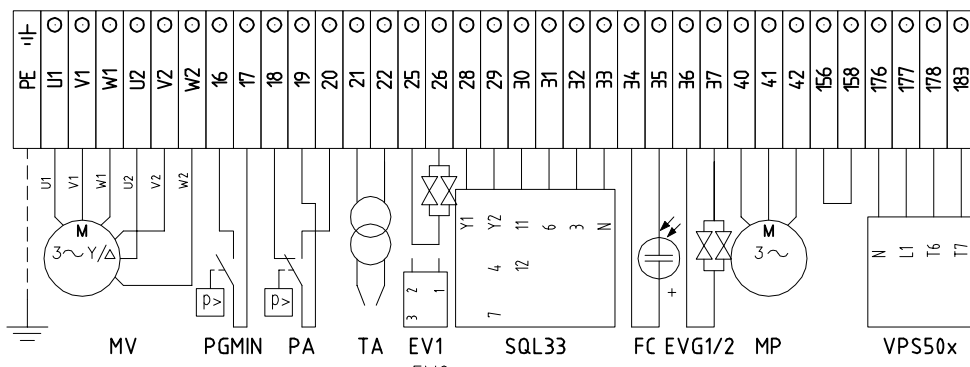 PE U1 V1 W1 U2 V2 W2 16 17 18 19 20 21 22 25 26 28 29 30 31 32 33 34 35 36 37 40 41 42 156 158 176 177 178 183
U1 V1 W1 U2 V2 W2
Y1 Y2 11 6 3 N
M
3~ Y/△
M
3~
N L1 T6 T7
4 12
P> P>
2 1
+
3 7
MV PGMIN PA TA EV1 SQL33 FC EVG1/2 MP VPS50x